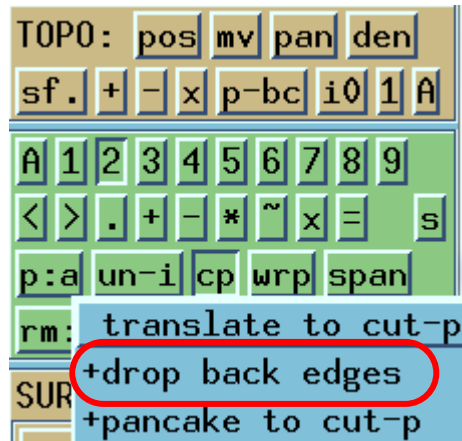 TOPO: pos mv pan den
sf. + - x p-bc i0 1 A
A 1 2 3 4 5 6 7 8 9
< > . + - * ~ x = s
p:a un-i cp wrp span
rm: translate to cut-p
+drop back edges
SUR
+pancake to cut-p